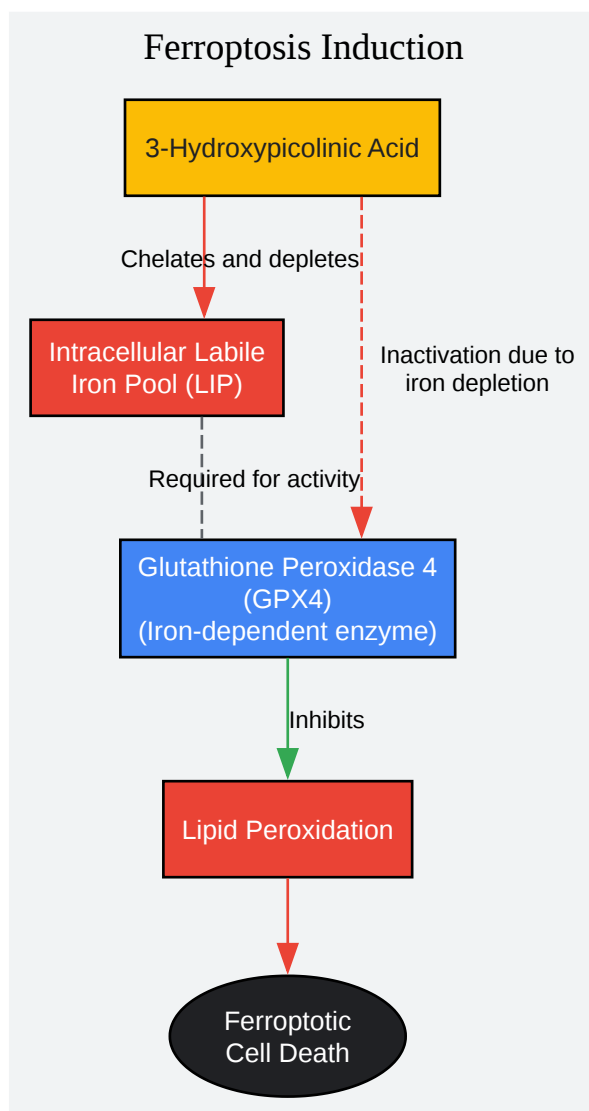 Ferroptosis Induction
3-Hydroxypicolinic Acid
Chelates and depletes
Intracellular Labile
Iron Pool (LIP)
Inactivation due to
iron depletion
Required for activity
Glutathione Peroxidase 4
(GPX4)
(Iron-dependent enzyme)
Inhibits
Lipid Peroxidation
Ferroptotic
Cell Death